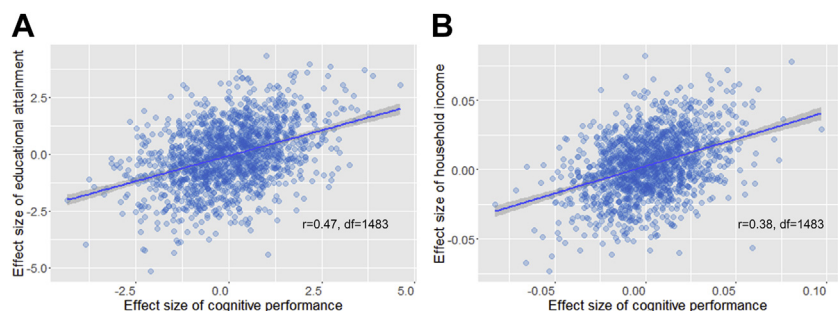 A
Effect size of educational attainment
2.5
0.0
-2.5
-5.0
r=0.47, df=1483
-2.5
0.0
2.5
5.0
Effect size of cognitive performance
B
Effect size of household income
0.05
0.00
-0.05
r=0.38, df=1483
-0.05
0.00
0.05
0.10
Effect size of cognitive performance